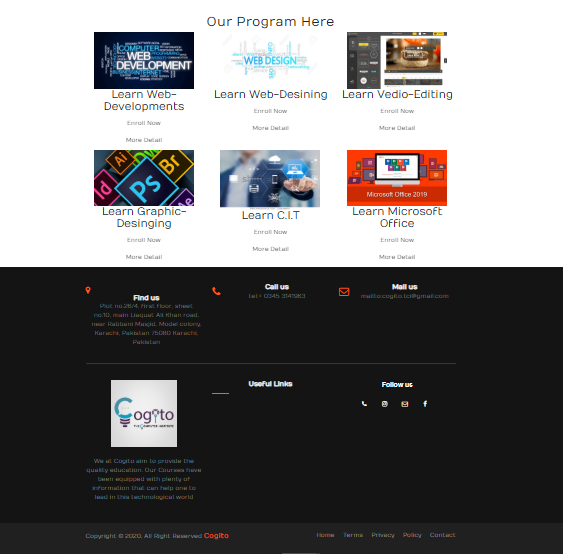 Our Program Here
COMPUTER
WEB
DEVELOPMENT
INTERNET
WEB DESIGN
Learn Web-
Developments
Enroll Now
More Detail
Learn Web-Desining
Enroll Now
More Detail
Learn Vedio-Editing
Enroll Now
More Detail
Ai
Dw
Br
Id
Ps
Microsoft Office 2019
Learn Graphic-
Desinging
Enroll Now
More Detail
Learn C.I.T
Enroll Now
More Detail
Learn Microsoft
Office
Enroll Now
More Detail
Find us
Plot no.2874, First Floor, street
no.10, main Liaquat Ali Khan road,
near Rabbani Masjid, Model colony,
Karachi, Pakistan 75080 Karachi,
Pakistan
Call us
tel:+ 0345 3141963
Mail us
mailto:cogito.tci@gmail.com
Cogito
THE COMPUTER INSTITUTE
We at Cogito aim to provide the
quality education. Our Courses have
been equipped with plenty of
information that can help one to
lead in this technological world
Useful Links
Follow us
Copyright © 2020, All Right Reserved Cogito
Home Terms Privacy Policy Contact